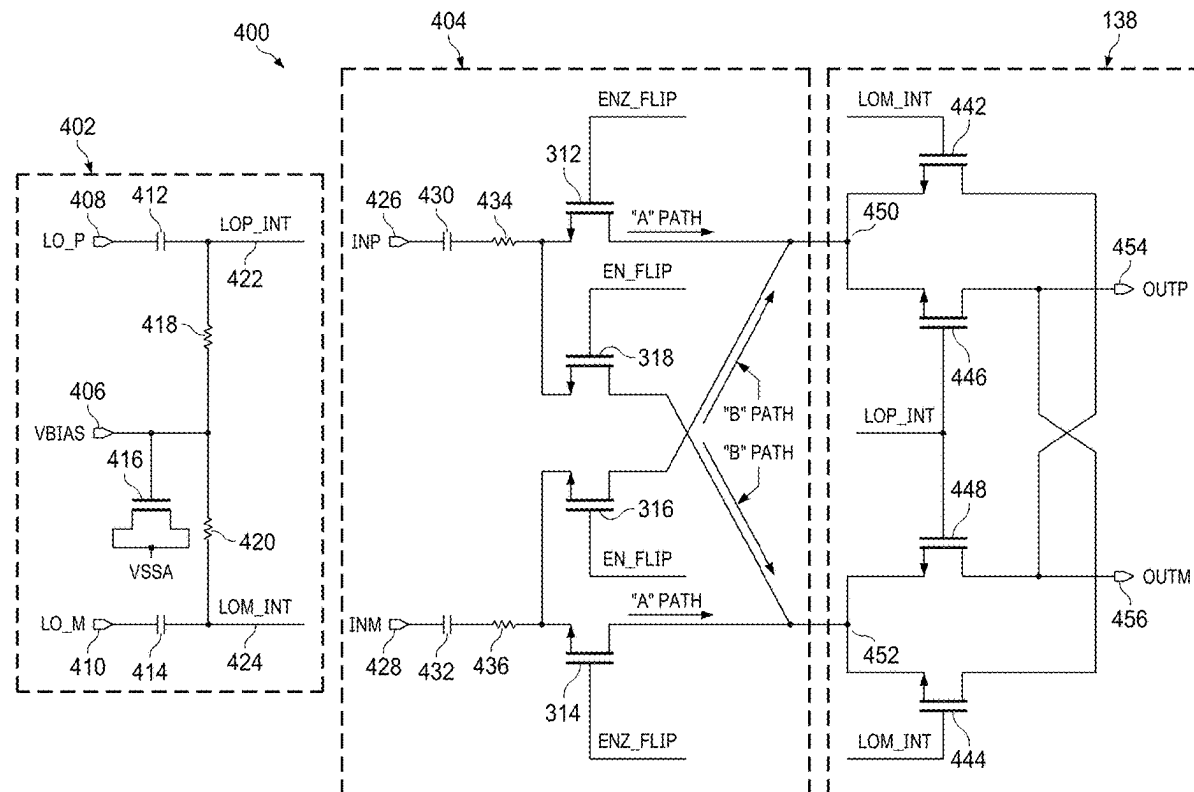 400
404
138
402
408
412
LOP_INT
LO_P
422
418
406
VBIAS
416
420
VSSA
LO_M
LOM_INT
410
414
424
ENZ_FLIP
312
426
430
434
INP
"A" PATH
EN_FLIP
318
"B" PATH
"B" PATH
316
EN_FLIP
"A" PATH
INM
428
432
436
314
ENZ_FLIP
LOM_INT
442
450
454
OUTP
446
LOP_INT
448
OUTM
456
452
LOM_INT
444